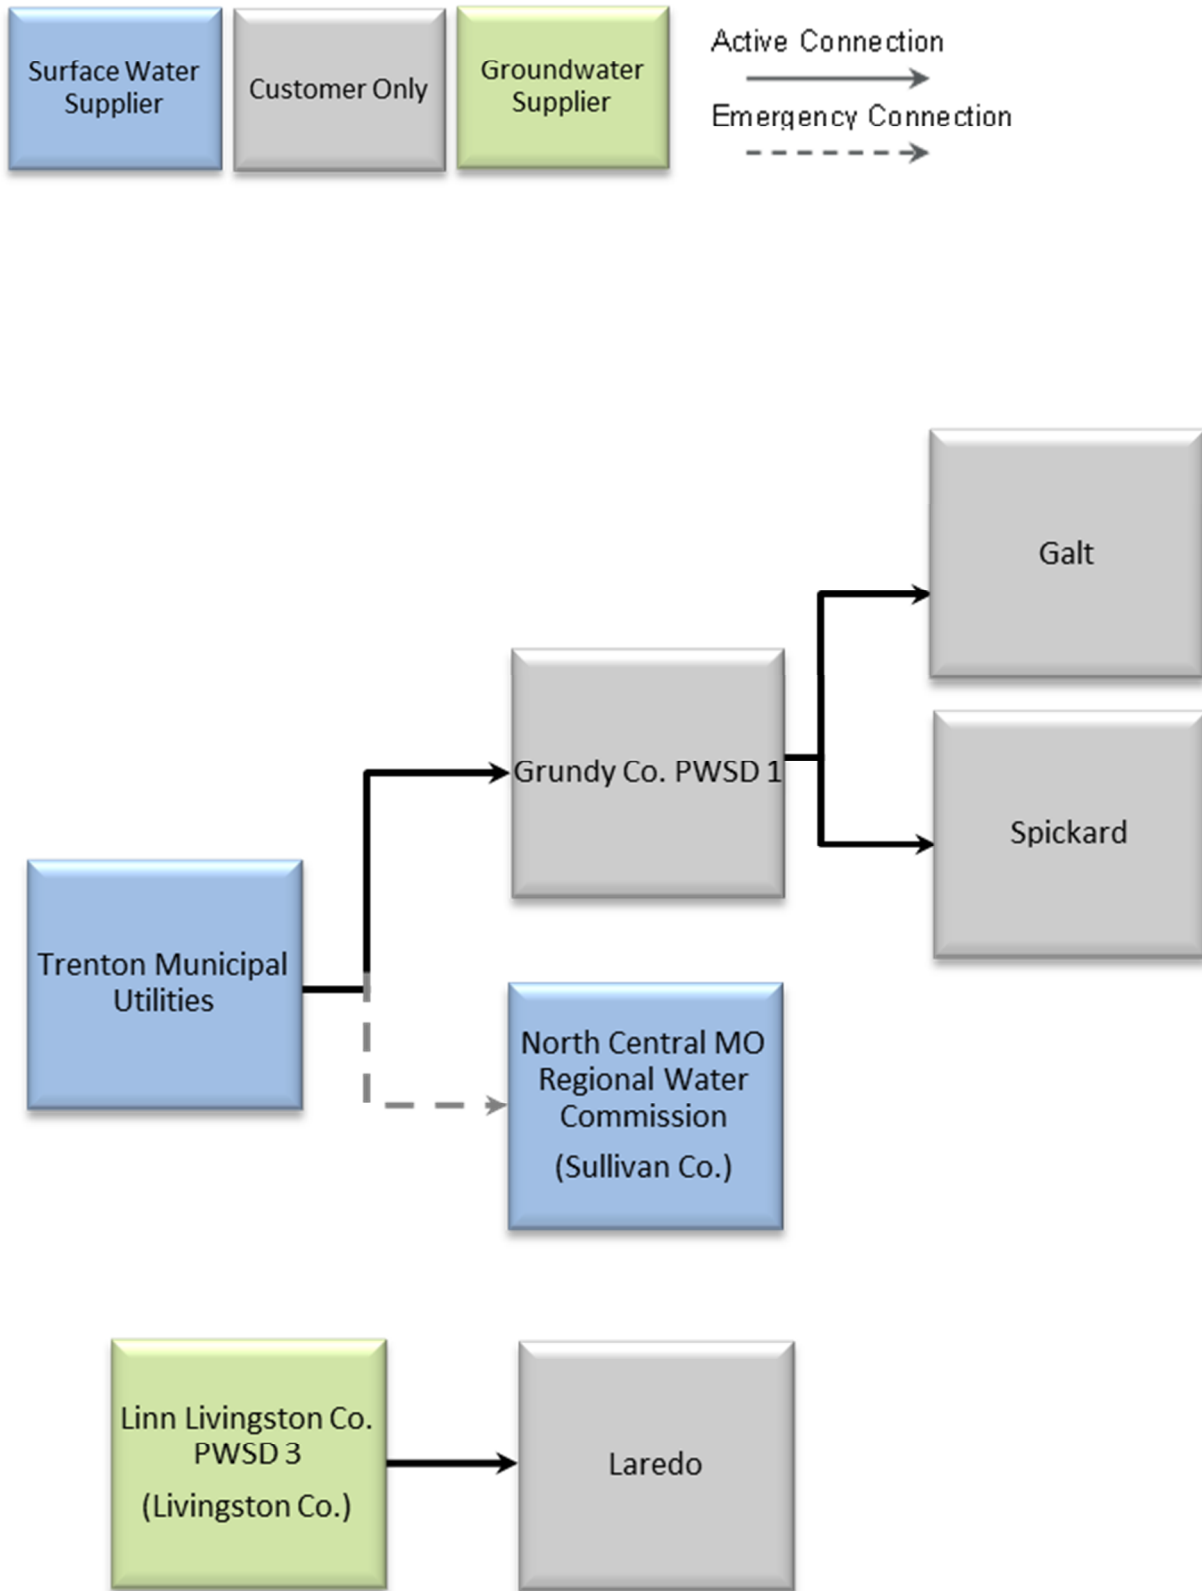 Surface Water
Supplier
Customer Only
Groundwater
Supplier
Active Connection
Emergency Connection
Galt
Grundy Co. PWSD 1
Spickard
Trenton Municipal
Utilities
North Central MO
Regional Water
Commission
(Sullivan Co.)
Linn Livingston Co.
PWSD 3
(Livingston Co.)
Laredo